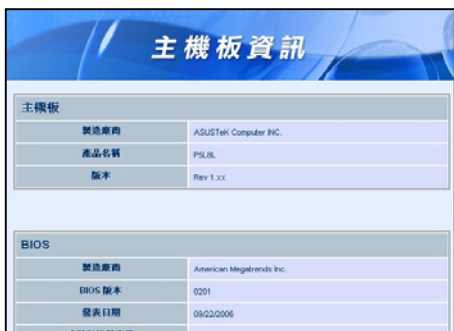 主機板資訊
主機板
製造廠商 ASUSTeK Computer INC.
產品名稱 P5L8L
版本 Rev 1.xx
BIOS
製造廠商 American Megatrends Inc.
BIOS 版本 0201
發表日期 09/22/2006